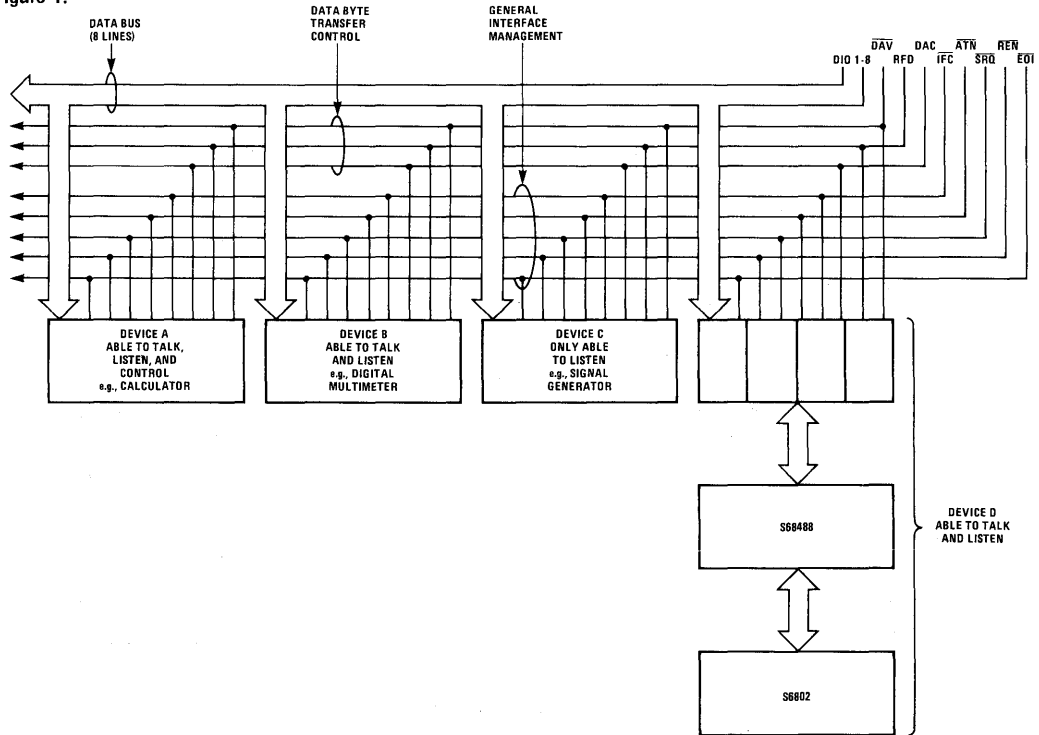 Figure 1.
DATA BUS
(8 LINES)
DATA BYTE
TRANSFER
CONTROL
GENERAL
INTERFACE
MANAGEMENT
DIO 1-8
DAV
RFD
DAC
IFC
ATN
SRQ
REN
EOI
DEVICE A
ABLE TO TALK,
LISTEN, AND
CONTROL
e.g., CALCULATOR
DEVICE B
ABLE TO TALK
AND LISTEN
e.g., DIGITAL
MULTIMETER
DEVICE C
ONLY ABLE
TO LISTEN
e.g., SIGNAL
GENERATOR
S68488
DEVICE D
ABLE TO TALK
AND LISTEN
S6802